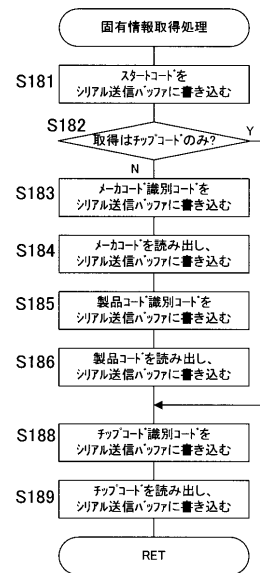 固有情報取得処理
S181
スタートコードを
シリアル送信バッファに書き込む
S182
取得はチップコードのみ?
Y
N
S183
メーカコード識別コードを
シリアル送信バッファに書き込む
S184
メーカコードを読み出し、
シリアル送信バッファに書き込む
S185
製品コード識別コードを
シリアル送信バッファに書き込む
S186
製品コードを読み出し、
シリアル送信バッファに書き込む
S188
チップコード識別コードを
シリアル送信バッファに書き込む
S189
チップコードを読み出し、
シリアル送信バッファに書き込む
RET